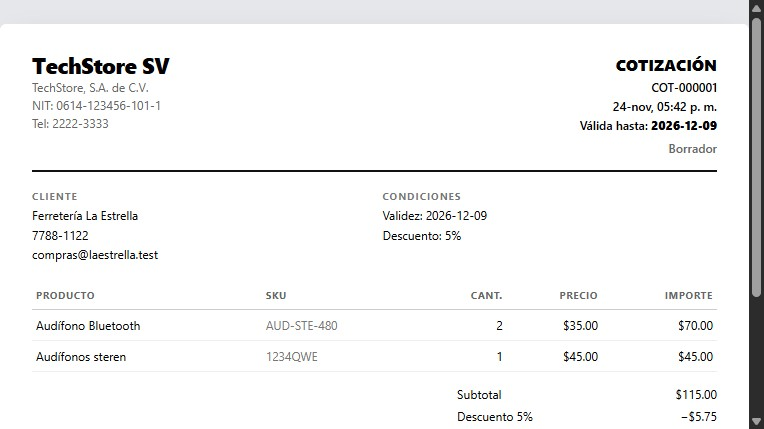 TechStore SV
TechStore, S.A. de C.V.
NIT: 0614-123456-101-1
Tel: 2222-3333
COTIZACIÓN
COT-000001
24-nov, 05:42 p. m.
Válida hasta: 2026-12-09
Borrador
CLIENTE
Ferretería La Estrella
7788-1122
compras@laestrella.test
CONDICIONES
Validez: 2026-12-09
Descuento: 5%
PRODUCTO SKU CANT. PRECIO IMPORTE
Audífono Bluetooth AUD-STE-480 2 $35.00 $70.00
Audífonos steren 1234QWE 1 $45.00 $45.00
Subtotal $115.00
Descuento 5% −$5.75